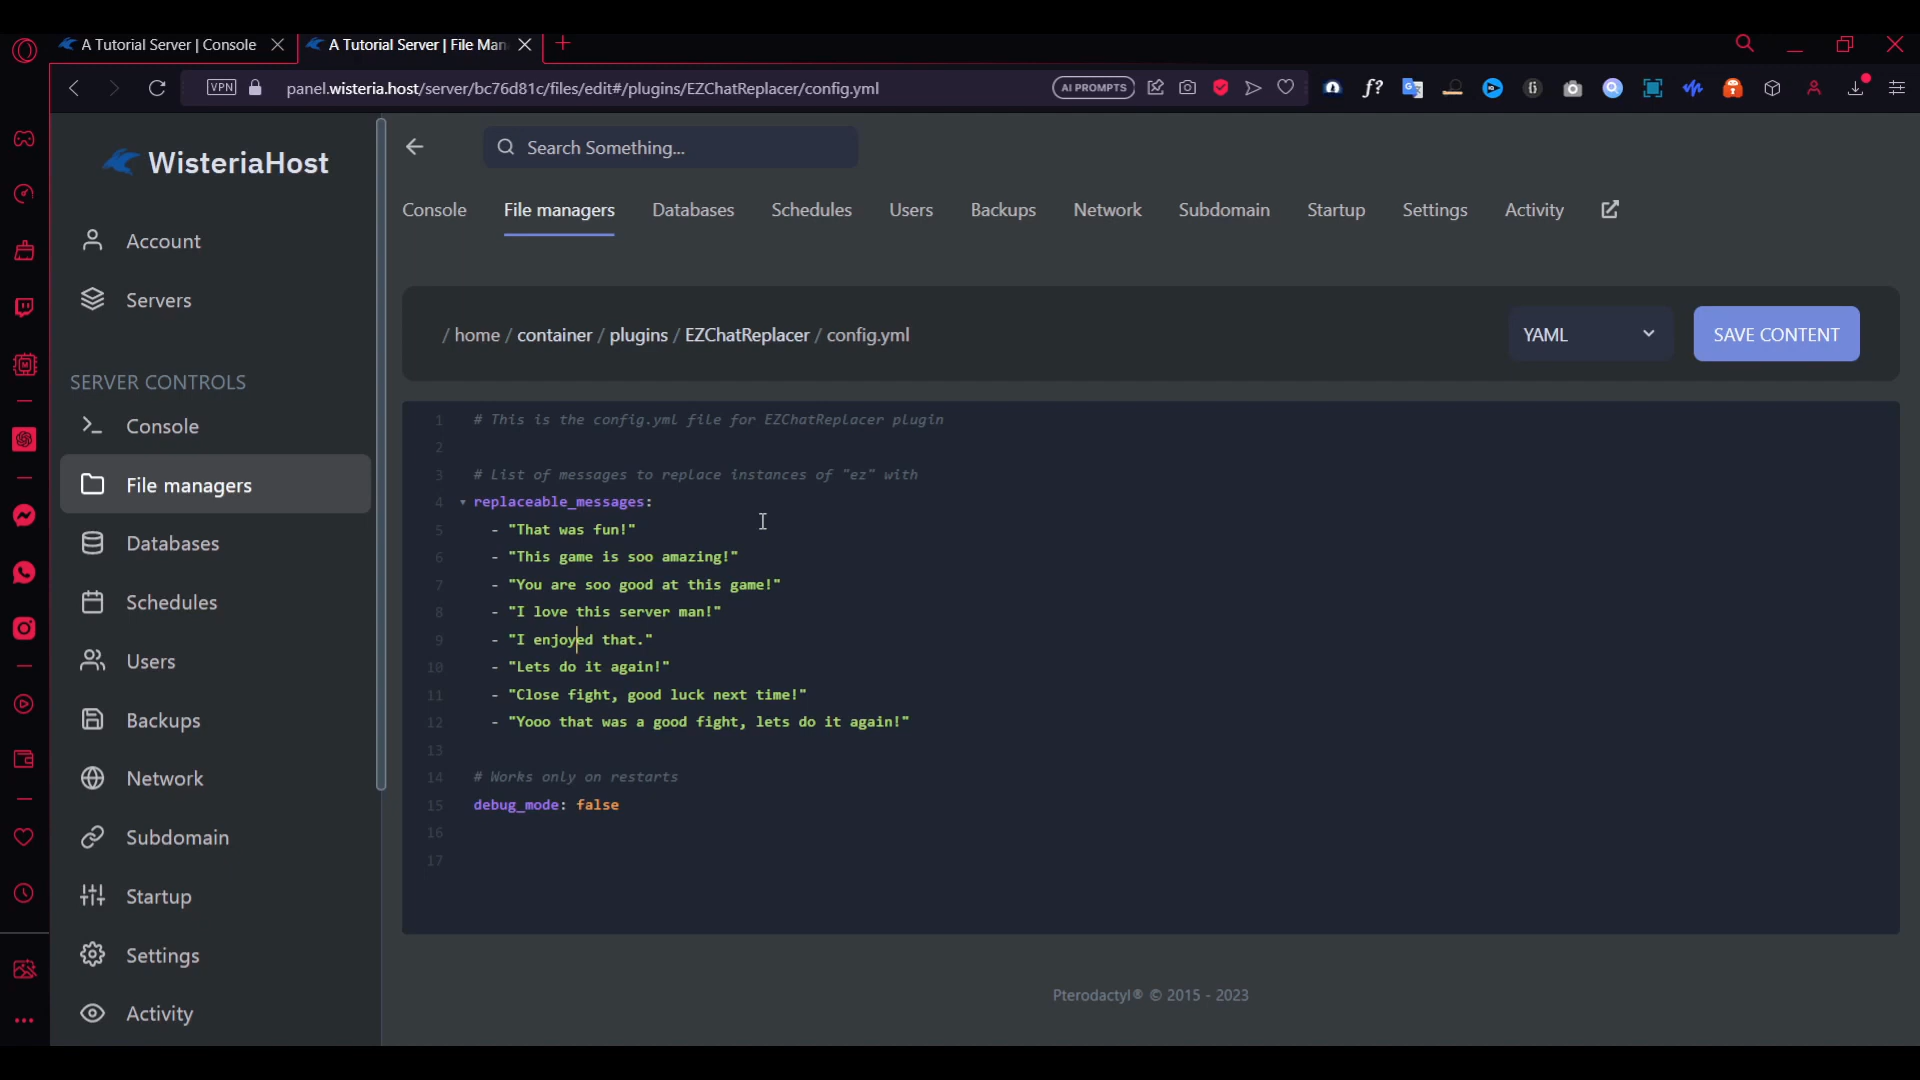 A Tutorial Server | Console
A Tutorial Server | File Man
VPN
panel.wisteria.host/server/bc76d81c/files/edit#/plugins/EZChatReplacer/config.yml
AI PROMPTS
f?
WisteriaHost
Search Something...
Console File managers Databases Schedules Users Backups Network Subdomain Startup Settings Activity
Account
Servers
SERVER CONTROLS
Console
File managers
Databases
Schedules
Users
Backups
Network
Subdomain
Startup
Settings
Activity
/ home / container / plugins / EZChatReplacer / config.yml
YAML
SAVE CONTENT
1 # This is the config.yml file for EZChatReplacer plugin
2
3 # List of messages to replace instances of "ez" with
4 replaceable_messages:
5 - "That was fun!"
6 - "This game is soo amazing!"
7 - "You are soo good at this game!"
8 - "I love this server man!"
9 - "I enjoyed that."
10 - "Lets do it again!"
11 - "Close fight, good luck next time!"
12 - "Yooo that was a good fight, lets do it again!"
13
14 # Works only on restarts
15 debug_mode: false
16
17
Pterodactyl® © 2015 - 2023